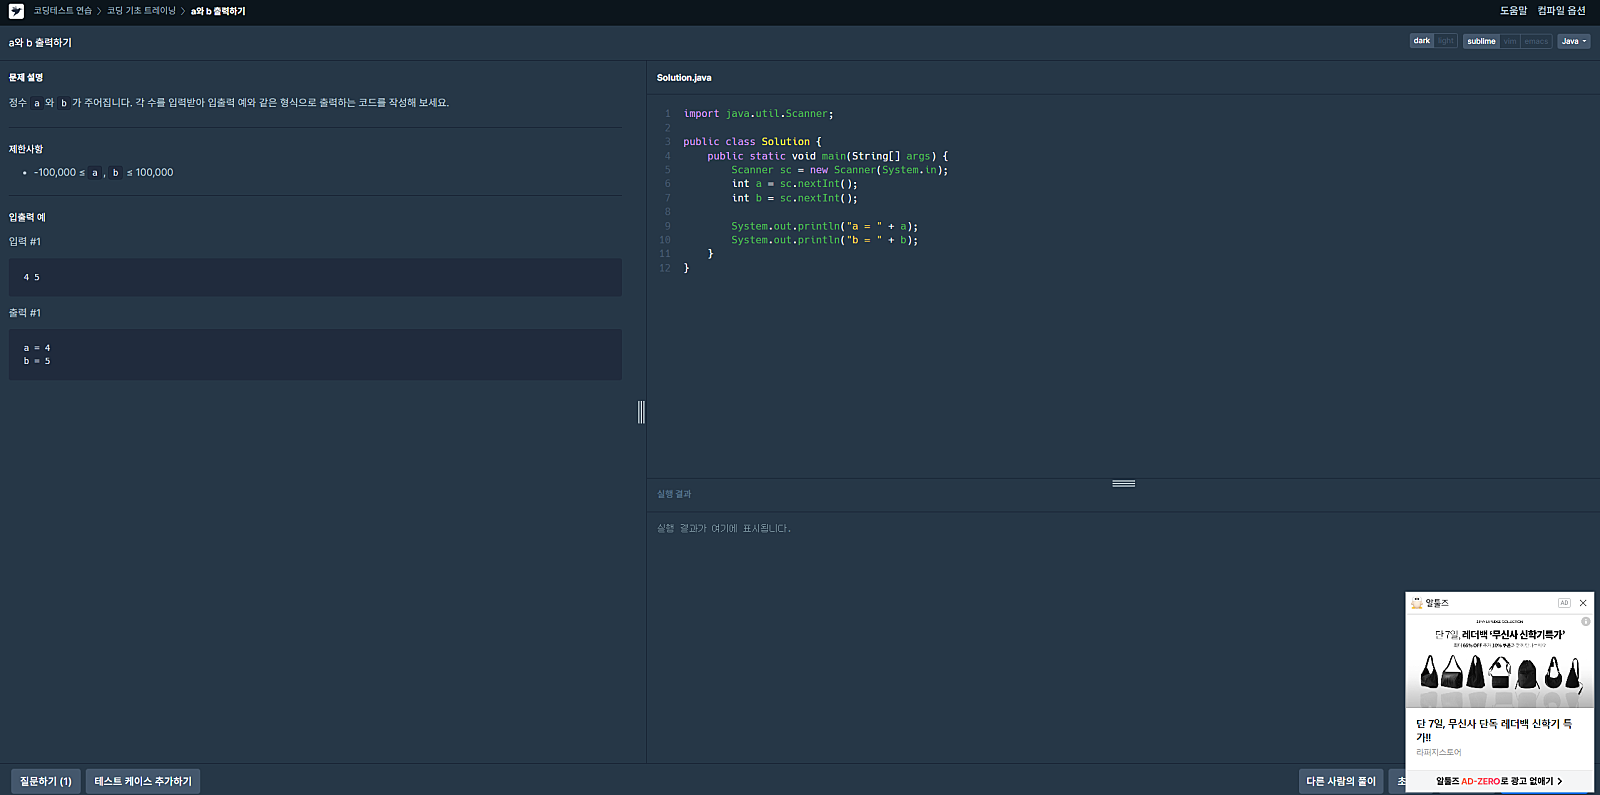 코딩테스트 연습 > 코딩 기초 트레이닝 > a와 b 출력하기
도움말 컴파일 옵션
a와 b 출력하기
dark light sublime vim emacs Java
문제 설명
정수 a 와 b 가 주어집니다. 각 수를 입력받아 입출력 예와 같은 형식으로 출력하는 코드를 작성해 보세요.
제한사항
• -100,000 ≤ a , b ≤ 100,000
입출력 예
입력 #1
4 5
출력 #1
a = 4
b = 5
Solution.java
1 import java.util.Scanner;
2
3 public class Solution {
4 public static void main(String[] args) {
5 Scanner sc = new Scanner(System.in);
6 int a = sc.nextInt();
7 int b = sc.nextInt();
8
9 System.out.println("a = " + a);
10 System.out.println("b = " + b);
11 }
12 }
실행 결과
실행 결과가 여기에 표시됩니다.
알툴즈 AD
단 7일, 레더백 '무신사 신학기특가'
단 7일, 무신사 단독 레더백 신학기 특
가!!
라퍼지스토어
알툴즈 AD-ZERO로 광고 없애기 >
질문하기 (1) 테스트 케이스 추가하기
다른 사람의 풀이 초